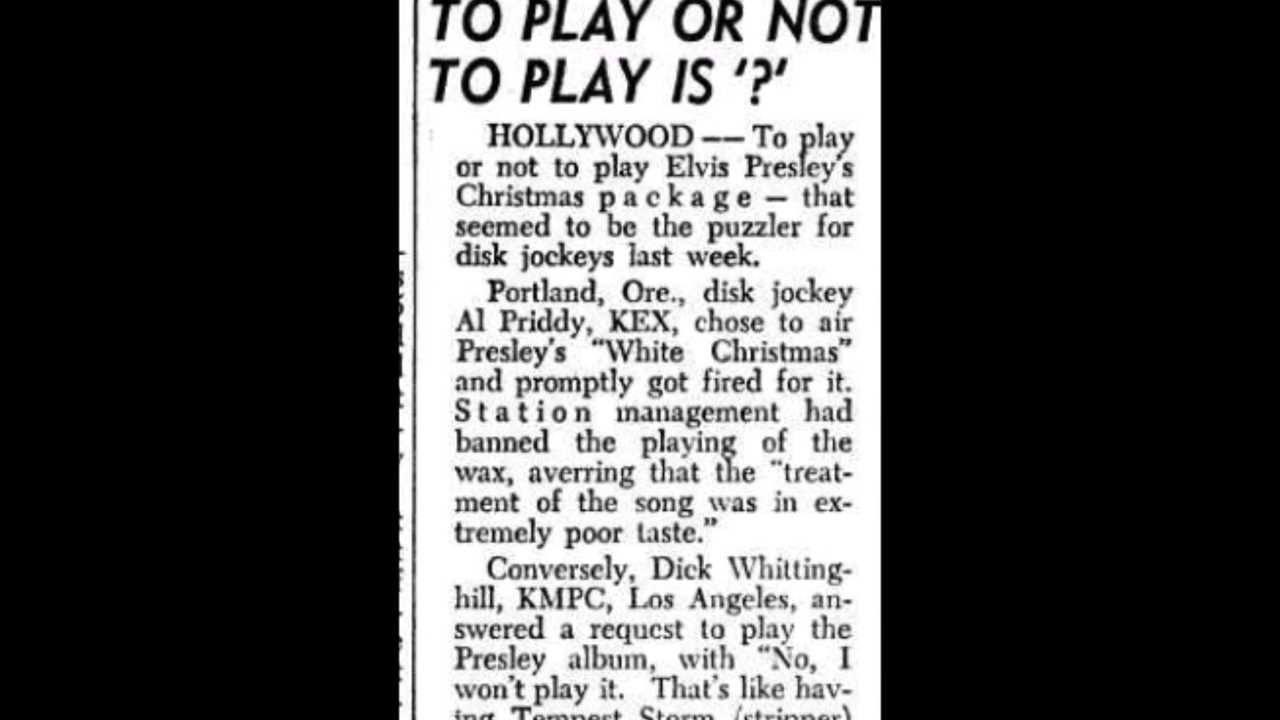 TO PLAY OR NOT
TO PLAY IS '?'
HOLLYWOOD –– To play
or not to play Elvis Presley's
Christmas package – that
seemed to be the puzzler for
disk jockeys last week.
Portland, Ore., disk jockey
Al Priddy, KEX, chose to air
Presley's "White Christmas"
and promptly got fired for it.
Station management had
banned the playing of the
wax, averring that the "treat-
ment of the song was in ex-
tremely poor taste."
Conversely, Dick Whitting-
hill, KMPC, Los Angeles, an-
swered a request to play the
Presley album, with "No, I
won't play it. That's like hav-
ing Tempest Storm (stripper)